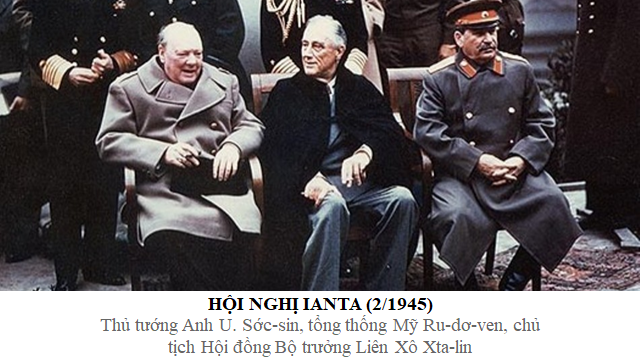 HỘI NGHỊ IANTA (2/1945)
Thủ tướng Anh U. Sớc-sin, tổng thống Mỹ Ru-dơ-ven, chủ
tịch Hội đồng Bộ trưởng Liên Xô Xta-lin